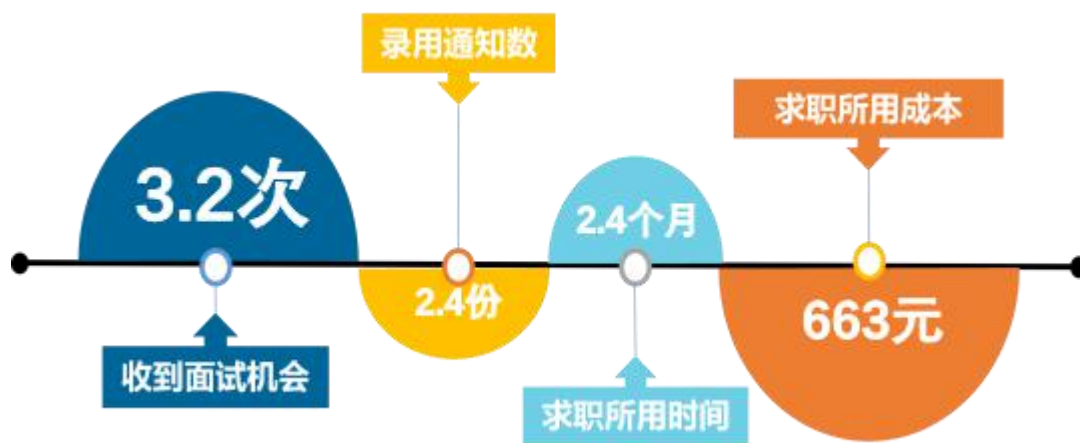 录用通知数
求职所用成本
3.2次
2.4个月
2.4份
663元
收到面试机会
求职所用时间